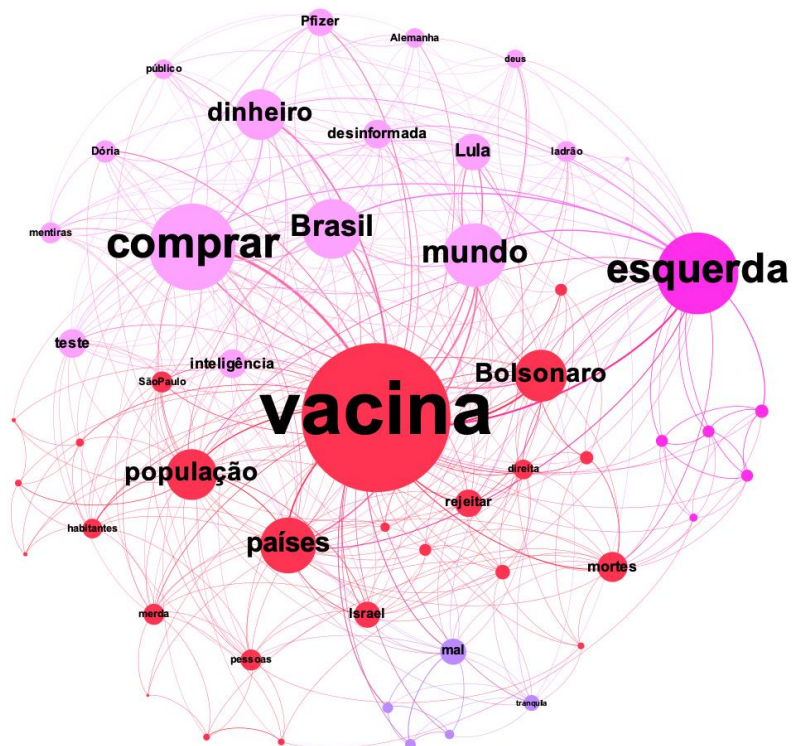 Pfizer
Alemanha
deus
público
dinheiro
desinformada
Dória
Lula
ladrão
mentiras
comprar
Brasil
mundo
esquerda
teste
inteligência
SãoPaulo
Bolsonaro
vacina
população
direita
rejeitar
habitantes
países
mortes
merda
Israel
mal
pessoas
tranquila